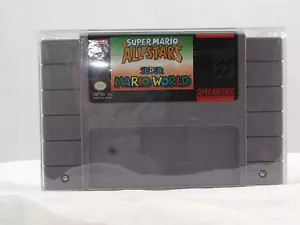 SUPER MARIO
ALL-STARS
SUPER
MARIO WORLD
SUPER NINTENDO